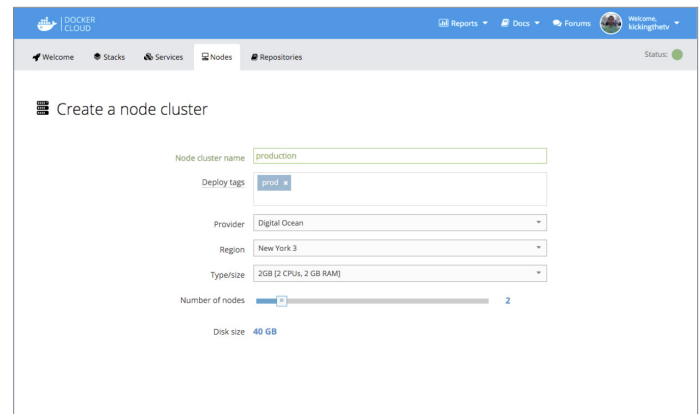 DOCKER
CLOUD
Reports
Docs
Forums
Welcome,
kickingthetv
Welcome
Stacks
Services
Nodes
Repositories
Status:
Create a node cluster
Node cluster name
production
Deploy tags
prod x
Provider
Digital Ocean
Region
New York 3
Type/size
2GB [2 CPUs, 2 GB RAM]
Number of nodes
2
Disk size
40 GB